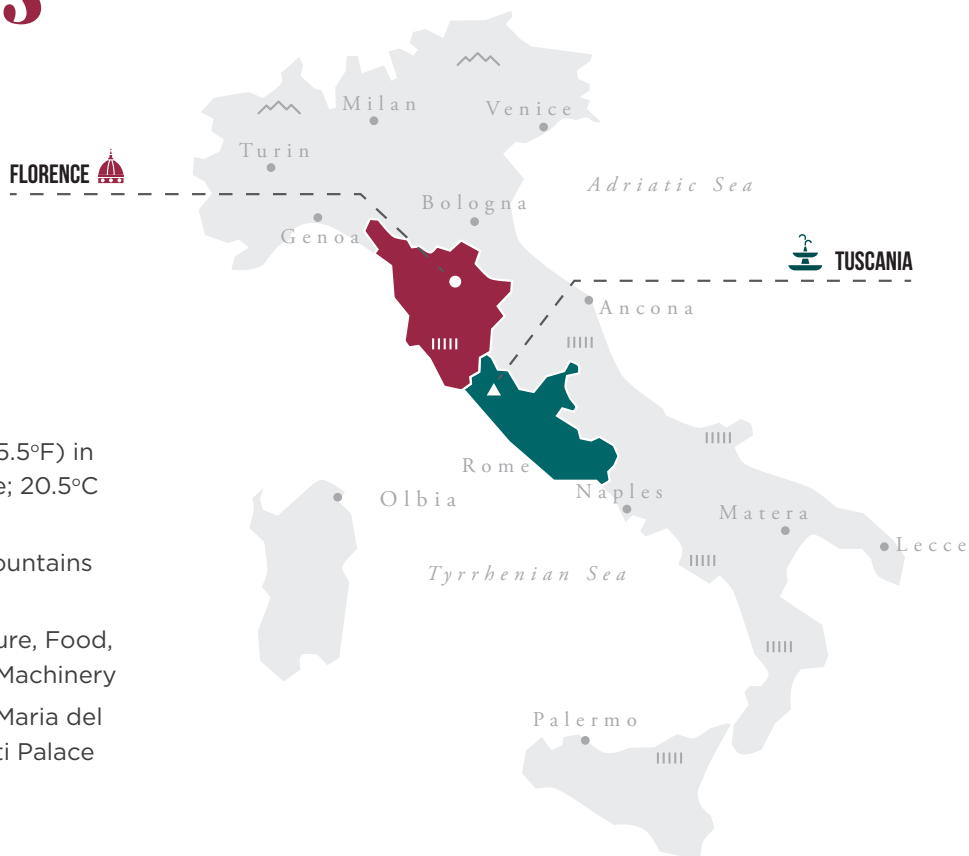 3
Milan
Venice
Turin
FLORENCE
Adriatic Sea
Bologna
Genoa
TUSCANIA
Ancona
5.5°F) in
Rome
e; 20.5°C
Olbia
Naples
Matera
Lecce
ountains
Tyrrhenian Sea
ure, Food,
Machinery
Maria del
Palermo
ti Palace